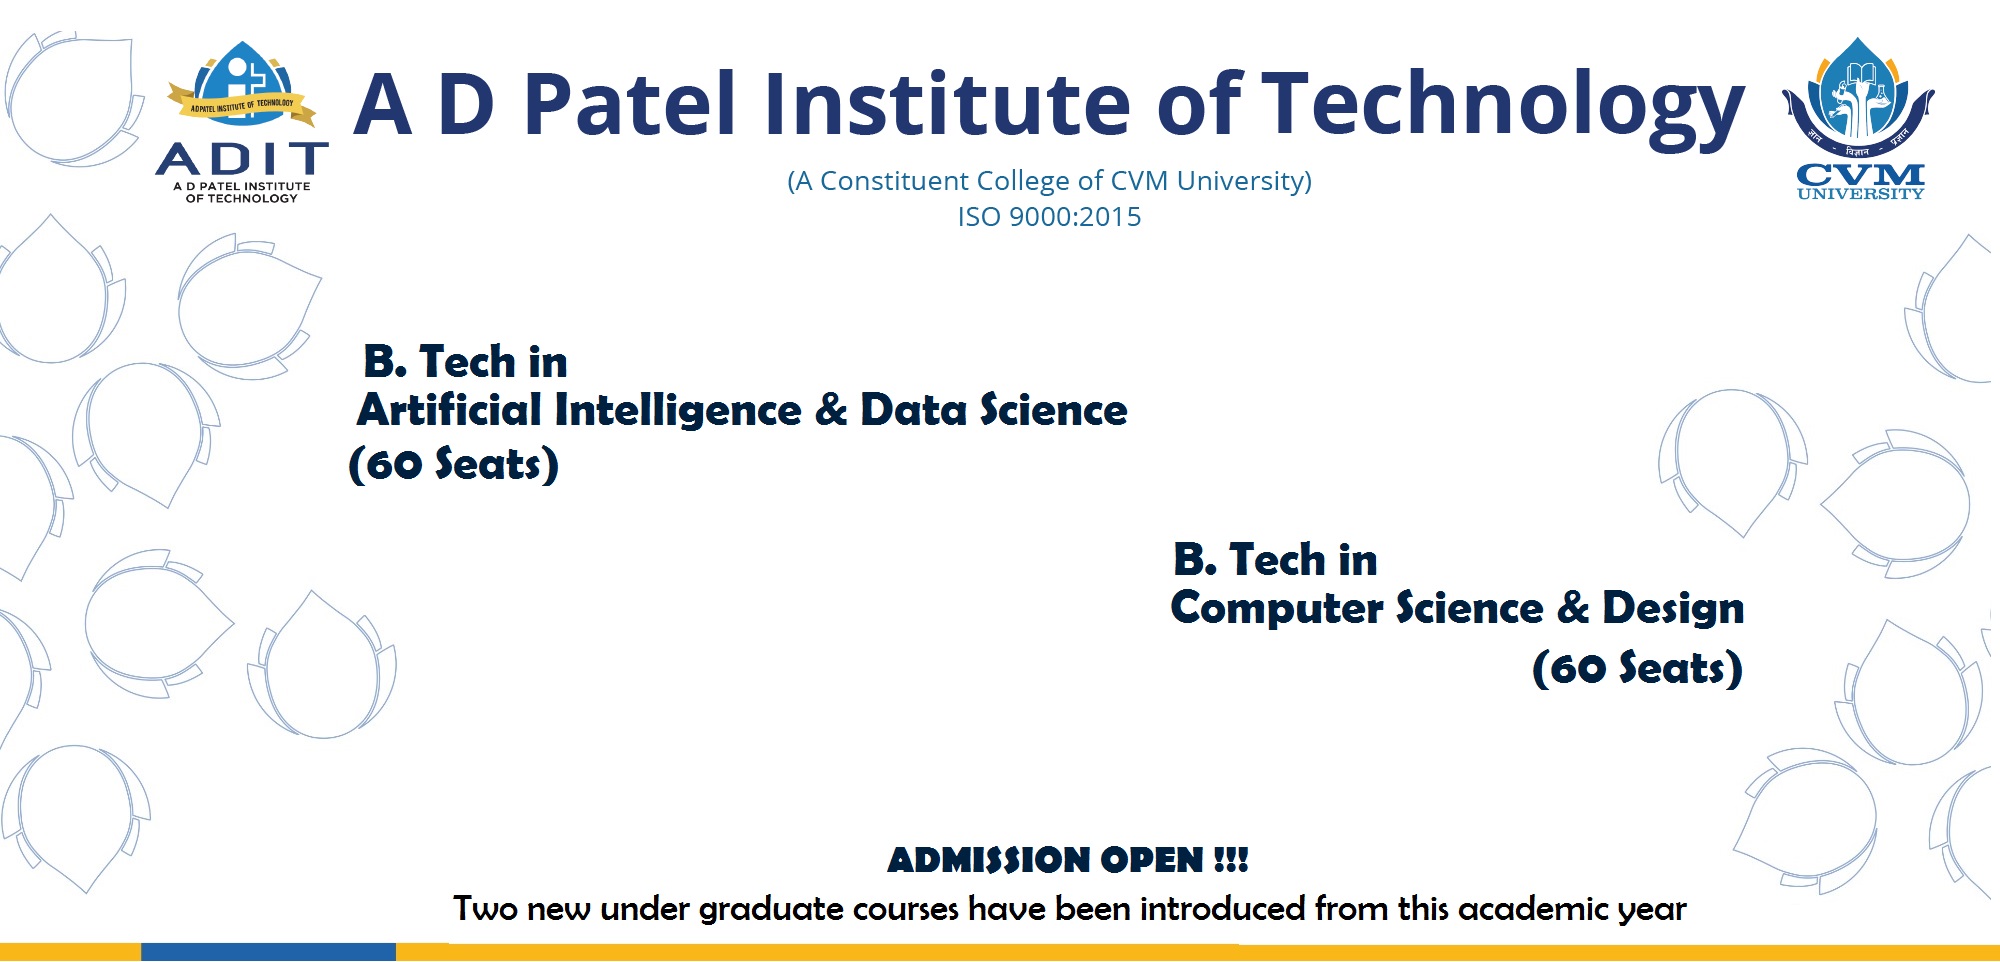 ADPATEL INSTITUTE OF TECHNOLOGY
ADIT
A D PATEL INSTITUTE
OF TECHNOLOGY
A D Patel Institute of Technology
(A Constituent College of CVM University)
ISO 9000:2015
ज्ञान - विज्ञान - प्रज्ञान
CVM
UNIVERSITY
B. Tech in
Artificial Intelligence & Data Science
(60 Seats)
B. Tech in
Computer Science & Design
(60 Seats)
ADMISSION OPEN !!!
Two new under graduate courses have been introduced from this academic year